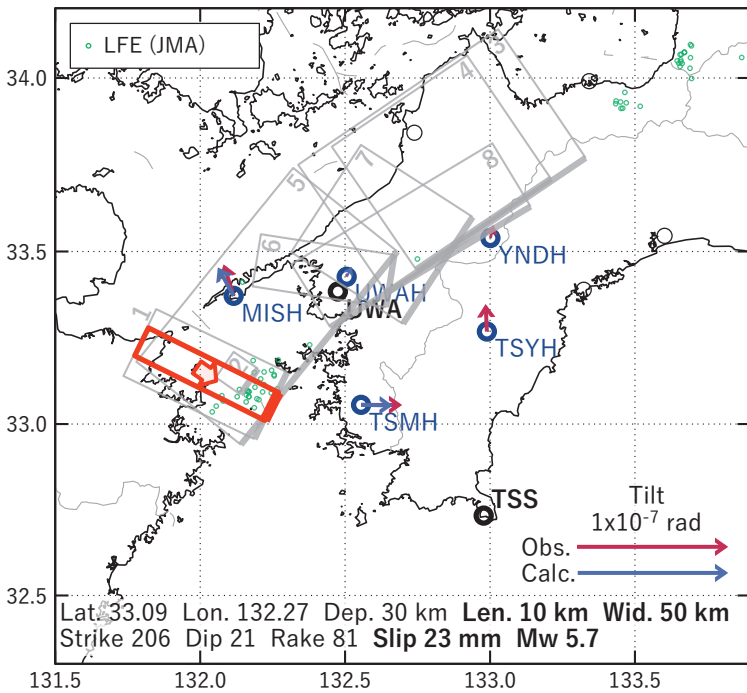 LFE (JMA)
34.0
33.5
33.0
32.5
3
4
5
7
8
6
1
2
YNDH
UWAH
UWA
MISH
TSYH
TSMH
TSS
Tilt
1x10⁻⁷ rad
Obs.
Calc.
Lat. 33.09 Lon. 132.27 Dep. 30 km Len. 10 km Wid. 50 km
Strike 206 Dip 21 Rake 81 Slip 23 mm Mw 5.7
131.5 132.0 132.5 133.0 133.5